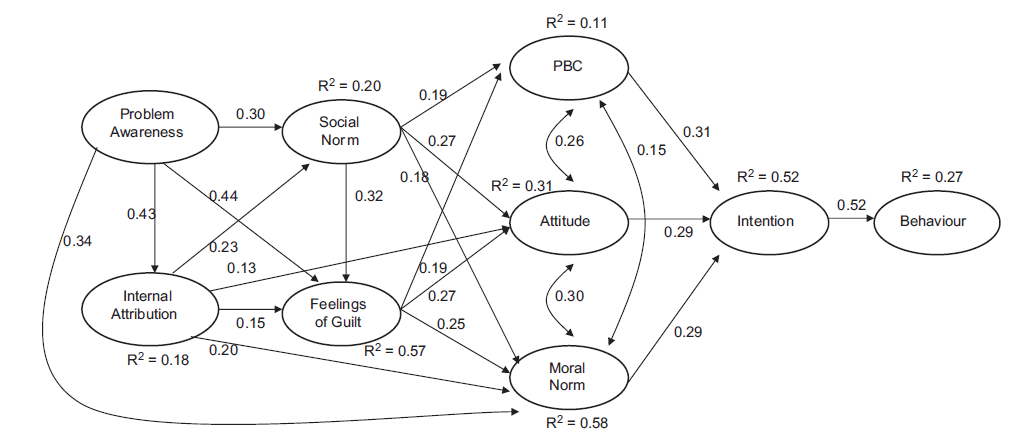 R² = 0.11
PBC
R² = 0.20
0.19
Problem
Awareness
0.30
Social
Norm
0.31
0.27
0.26
0.15
0.18
R² = 0.31
R² = 0.52
R² = 0.27
0.44
0.32
0.43
0.52
Attitude
Intention
Behaviour
0.34
0.23
0.29
0.13
0.19
Internal
Attribution
Feelings
of Guilt
0.27
0.30
0.15
0.25
0.29
0.20
R² = 0.57
R² = 0.18
Moral
Norm
R² = 0.58